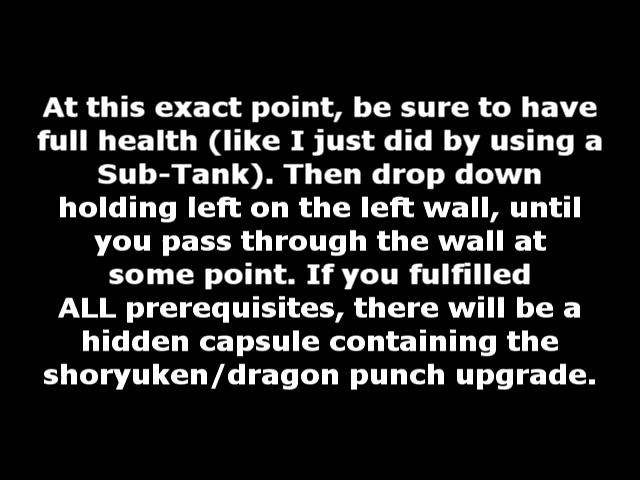 At this exact point, be sure to have
full health (like I just did by using a
Sub-Tank). Then drop down
holding left on the left wall, until
you pass through the wall at
some point. If you fulfilled
ALL prerequisites, there will be a
hidden capsule containing the
shoryuken/dragon punch upgrade.